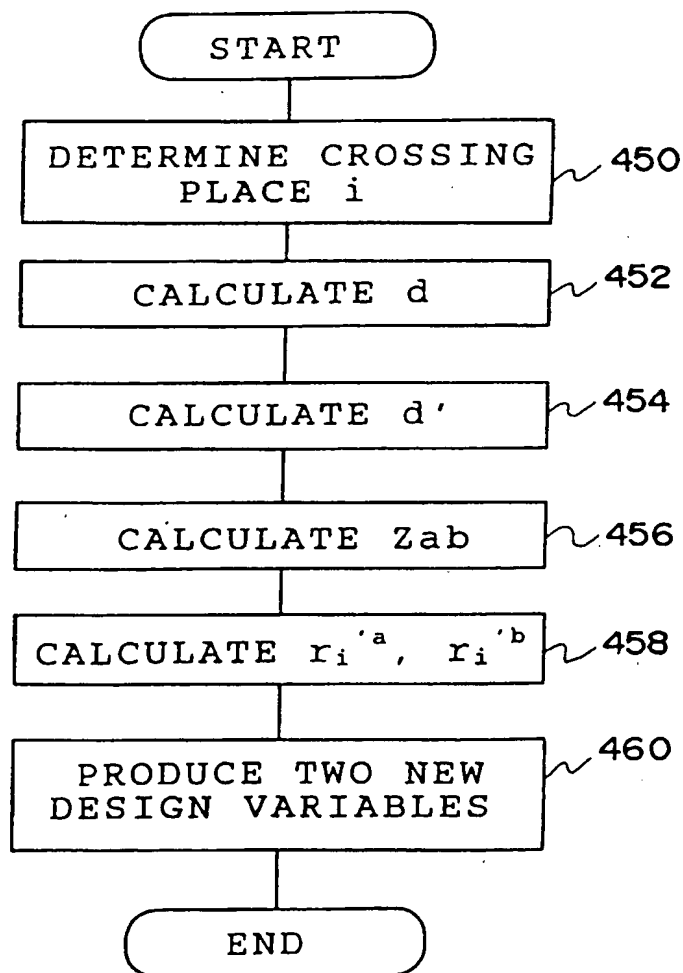 START
DETERMINE CROSSING
PLACE i
450
CALCULATE d
452
CALCULATE d'
454
CALCULATE Zab
456
CALCULATE rᵢ'ᵃ, rᵢ'ᵇ
458
PRODUCE TWO NEW
DESIGN VARIABLES
460
END